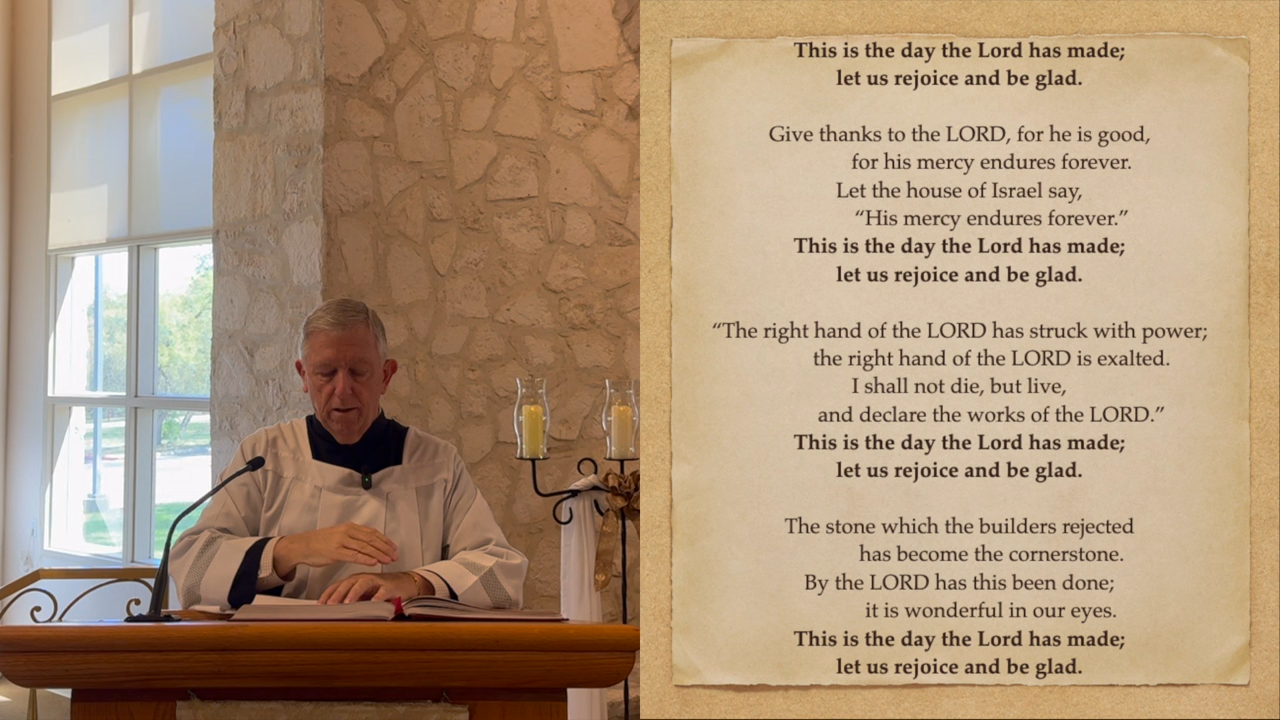 This is the day the Lord has made;
let us rejoice and be glad.
Give thanks to the LORD, for he is good,
for his mercy endures forever.
Let the house of Israel say,
“His mercy endures forever.”
This is the day the Lord has made;
let us rejoice and be glad.
“The right hand of the LORD has struck with power;
the right hand of the LORD is exalted.
I shall not die, but live,
and declare the works of the LORD.”
This is the day the Lord has made;
let us rejoice and be glad.
The stone which the builders rejected
has become the cornerstone.
By the LORD has this been done;
it is wonderful in our eyes.
This is the day the Lord has made;
let us rejoice and be glad.